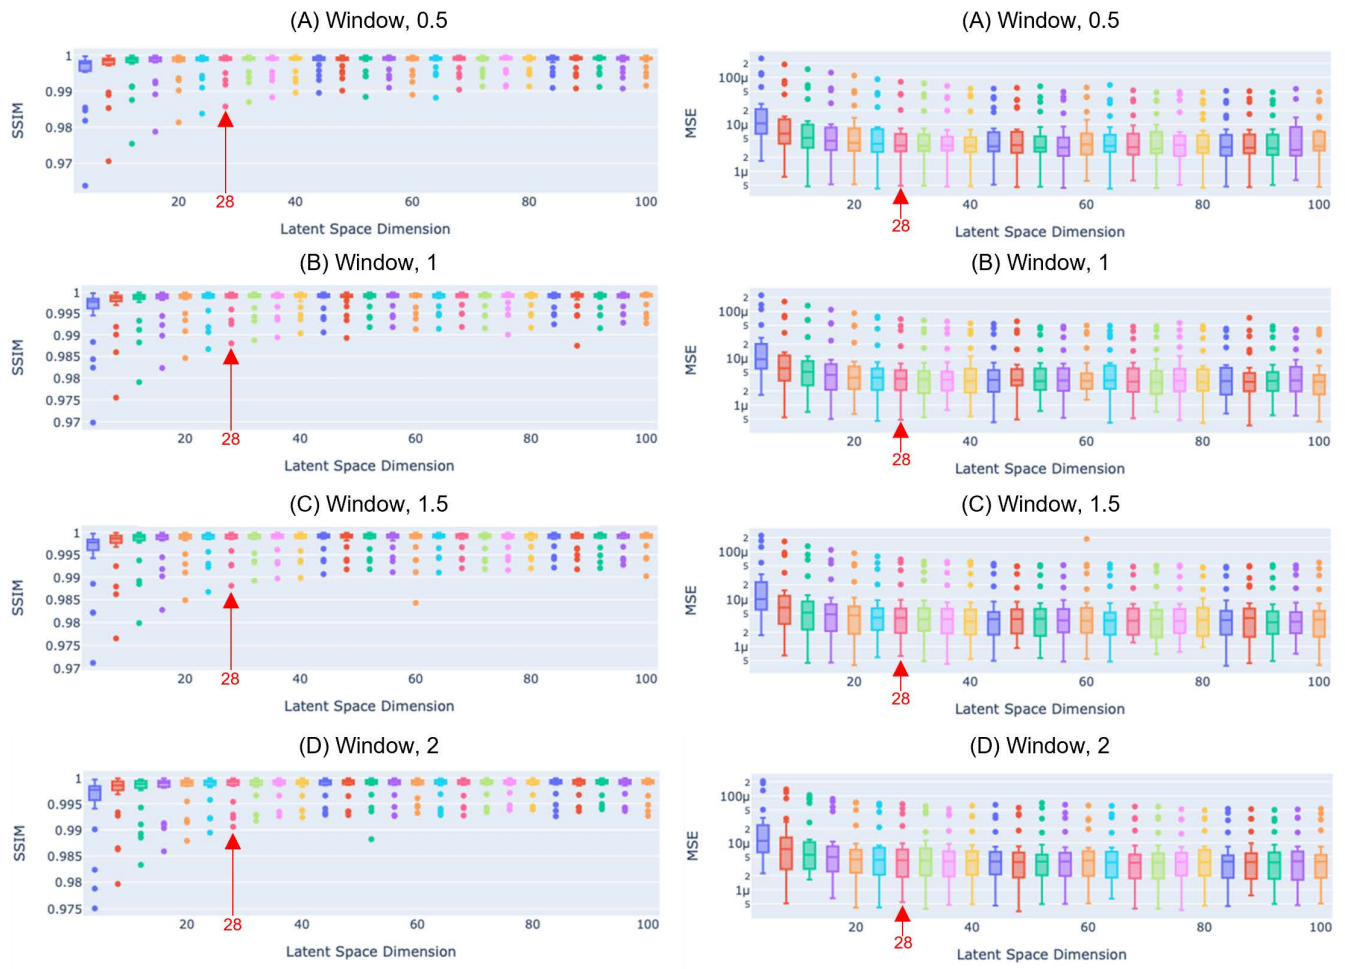 (A) Window, 0.5
1
0.99
0.98
0.97
SSIM
20
28
40
60
80
100
Latent Space Dimension
(A) Window, 0.5
2
100μ
5
2
10μ
5
2
1μ
5
MSE
20
28
40
60
80
100
Latent Space Dimension
(B) Window, 1
1
0.995
0.99
0.985
0.98
0.975
0.97
SSIM
20
28
40
60
80
100
Latent Space Dimension
(B) Window, 1
2
100μ
5
2
10μ
5
2
1μ
5
MSE
20
28
40
60
80
100
Latent Space Dimension
(C) Window, 1.5
1
0.995
0.99
0.985
0.98
0.975
0.97
SSIM
20
28
40
60
80
100
Latent Space Dimension
(C) Window, 1.5
2
100μ
5
2
10μ
5
2
1μ
5
MSE
20
28
40
60
80
100
Latent Space Dimension
(D) Window, 2
1
0.995
0.99
0.985
0.98
0.975
SSIM
20
28
40
60
80
100
Latent Space Dimension
(D) Window, 2
2
100μ
5
2
10μ
5
2
1μ
5
MSE
20
28
40
60
80
100
Latent Space Dimension